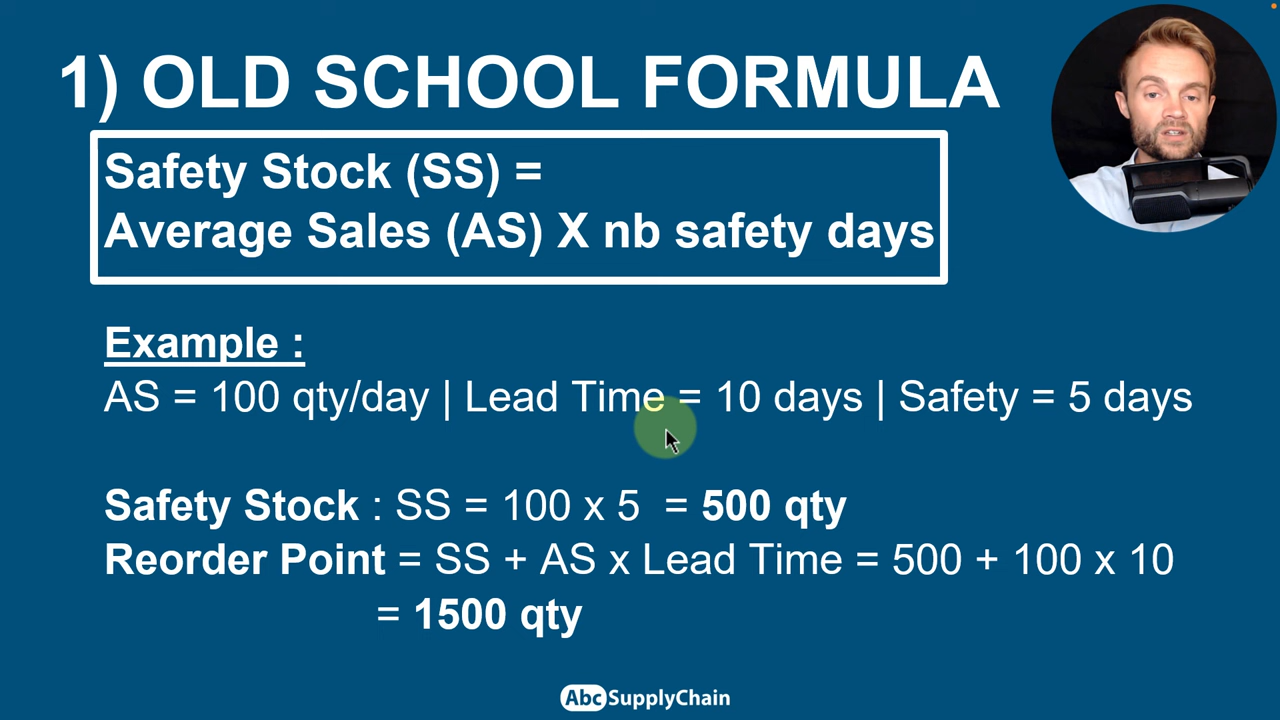 1) OLD SCHOOL FORMULA
Safety Stock (SS) =
Average Sales (AS) X nb safety days
Example :
AS = 100 qty/day | Lead Time = 10 days | Safety = 5 days
Safety Stock : SS = 100 x 5 = 500 qty
Reorder Point = SS + AS x Lead Time = 500 + 100 x 10
= 1500 qty
Abc SupplyChain